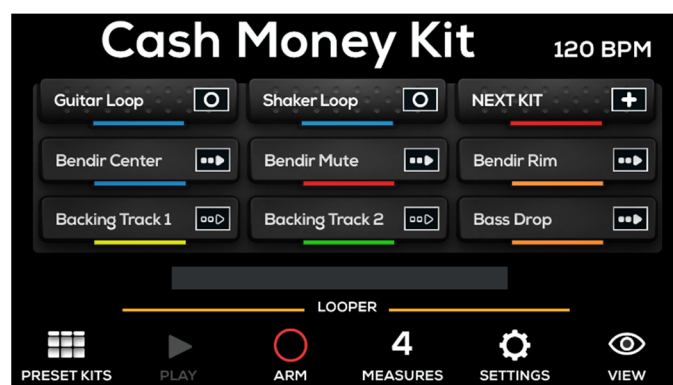 Cash Money Kit 120 BPM
Guitar Loop Shaker Loop NEXT KIT
Bendir Center Bendir Mute Bendir Rim
Backing Track 1 Backing Track 2 Bass Drop
LOOPER
4
PRESET KITS PLAY ARM MEASURES SETTINGS VIEW